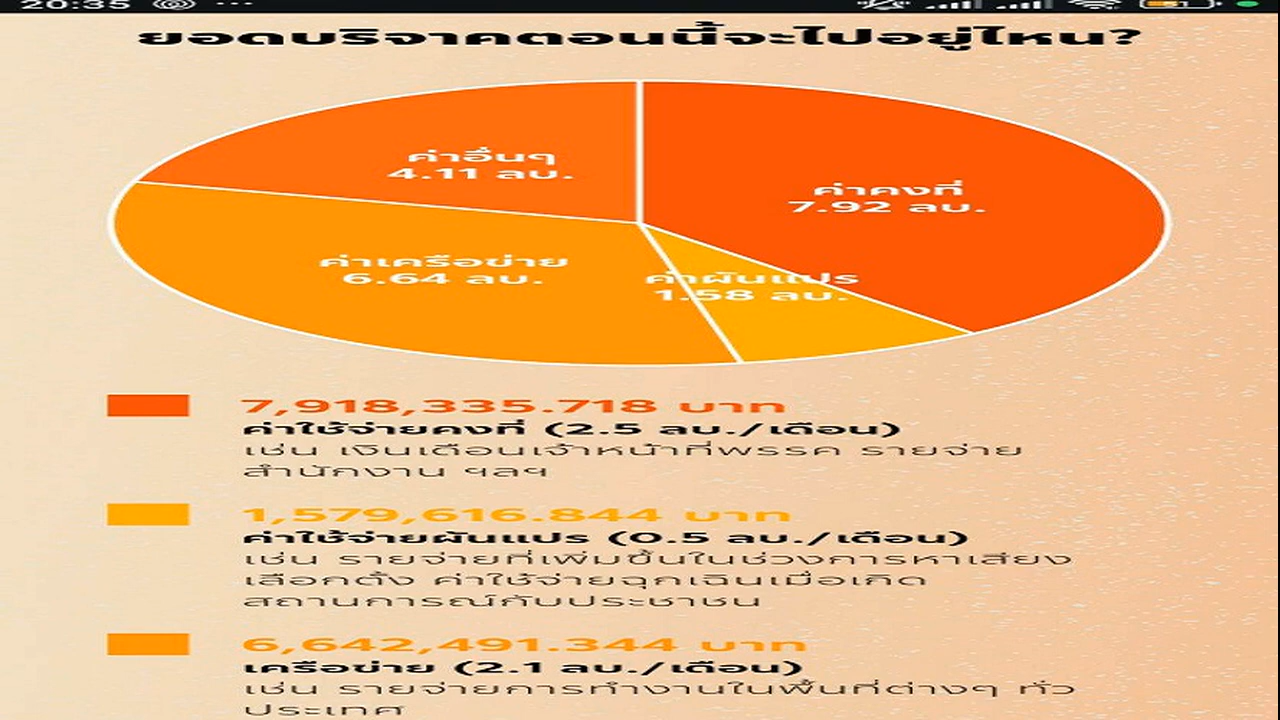 20:35
ยอดบริจาคตอนนี้จะไปอยู่ไหน?
ค่าอื่นๆ
4.11 ลบ.
ค่าคงที่
7.92 ลบ.
ค่าเครือข่าย
6.64 ลบ.
ค่าผันแปร
1.58 ลบ.
7,918,335.718 บาท
ค่าใช้จ่ายคงที่ (2.5 ลบ./เดือน)
เช่น เงินเดือนเจ้าหน้าที่พรรค รายจ่าย
สำนักงาน ฯลฯ
1,579,616.844 บาท
ค่าใช้จ่ายผันแปร (0.5 ลบ./เดือน)
เช่น รายจ่ายที่เพิ่มขึ้นในช่วงการหาเสียง
เลือกตั้ง ค่าใช้จ่ายฉุกเฉินเมื่อเกิด
สถานการณ์กับประชาชน
6,642,491.344 บาท
เครือข่าย (2.1 ลบ./เดือน)
เช่น รายจ่ายการทำงานในพื้นที่ต่างๆ ทั่ว
ประเทศ